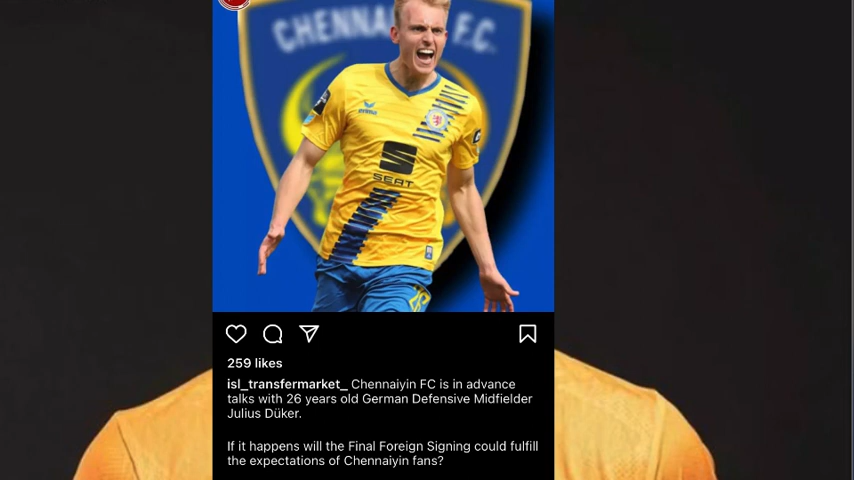 CHENNAI F.C.
erima
SEAT
259 likes
isl_transfermarket_ Chennaiyin FC is in advance
talks with 26 years old German Defensive Midfielder
Julius Düker.
If it happens will the Final Foreign Signing could fulfill
the expectations of Chennaiyin fans?